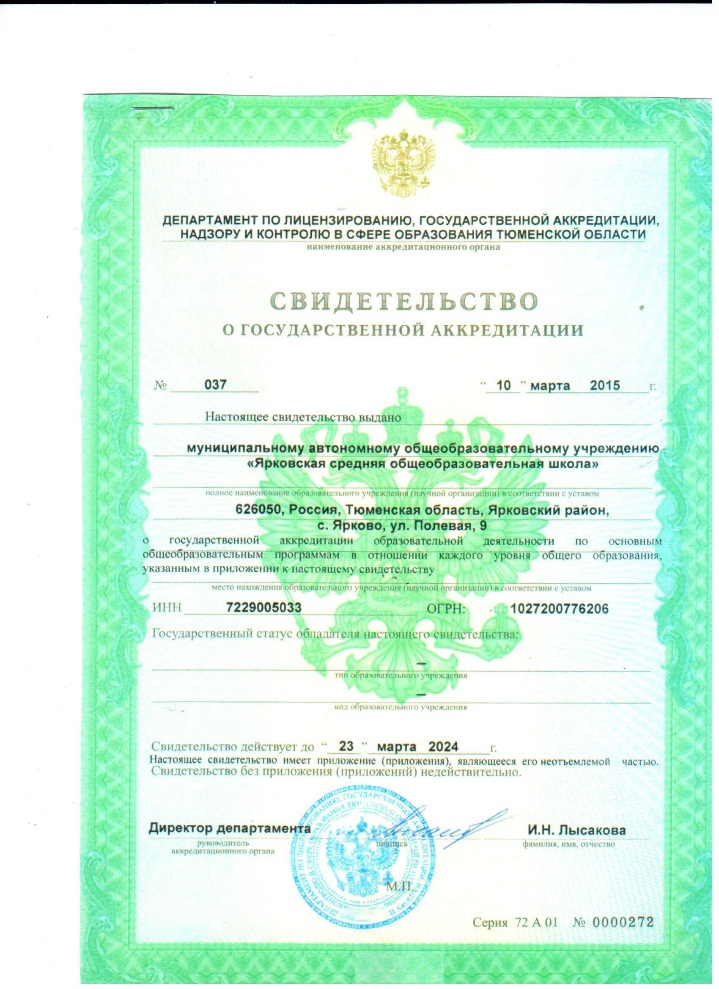 ДЕПАРТАМЕНТ ПО ЛИЦЕНЗИРОВАНИЮ, ГОСУДАРСТВЕННОЙ АККРЕДИТАЦИИ,
НАДЗОРУ И КОНТРОЛЮ В СФЕРЕ ОБРАЗОВАНИЯ ТЮМЕНСКОЙ ОБЛАСТИ
наименование аккредитационного органа
СВИДЕТЕЛЬСТВО
О ГОСУДАРСТВЕННОЙ АККРЕДИТАЦИИ
№ 037 “ 10 ” марта 2015 г.
Настоящее свидетельство выдано
муниципальному автономному общеобразовательному учреждению
«Ярковская средняя общеобразовательная школа»
полное наименование образовательного учреждения (научной организации) в соответствии с уставом
626050, Россия, Тюменская область, Ярковский район,
с. Ярково, ул. Полевая, 9
о государственной аккредитации образовательной деятельности по основным
общеобразовательным программам в отношении каждого уровня общего образования,
указанным в приложении к настоящему свидетельству
место нахождения образовательного учреждения (научной организации) в соответствии с уставом
ИНН 7229005033 ОГРН: 1027200776206
Государственный статус обладателя настоящего свидетельства:
–
тип образовательного учреждения
–
вид образовательного учреждения
Свидетельство действует до “ 23 ” марта 2024 г.
Настоящее свидетельство имеет приложение (приложения), являющееся его неотъемлемой частью.
Свидетельство без приложения (приложений) недействительно.
Директор департамента И.Н. Лысакова
руководитель подпись фамилия, имя, отчество
аккредитационного органа
М.П.
Серия 72 А 01 № 0000272